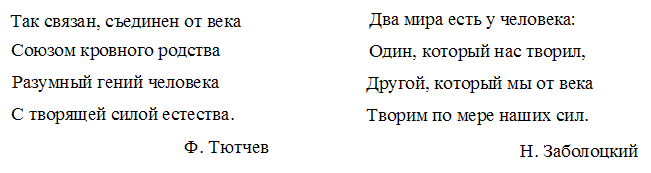 Так связан, съединен от века
Союзом кровного родства
Разумный гений человека
С творящей силой естества.
Ф. Тютчев
Два мира есть у человека:
Один, который нас творил,
Другой, который мы от века
Творим по мере наших сил.
Н. Заболоцкий